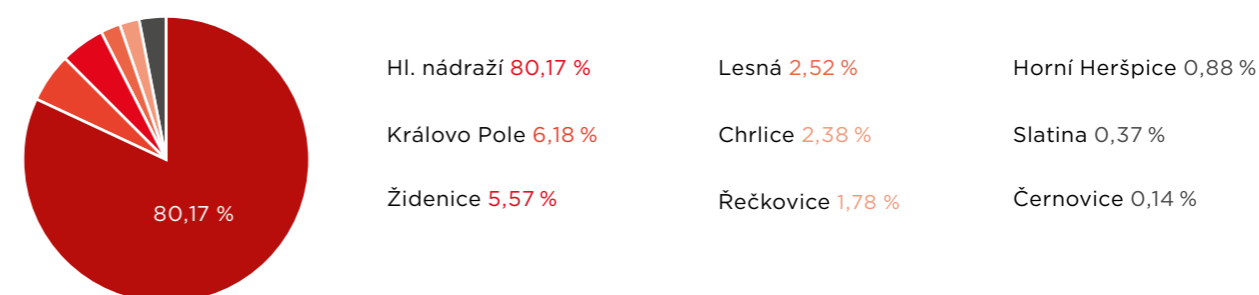 80,17 %
Hl. nádraží 80,17 %
Královo Pole 6,18 %
Židenice 5,57 %
Lesná 2,52 %
Chrlice 2,38 %
Řečkovice 1,78 %
Horní Heršpice 0,88 %
Slatina 0,37 %
Černovice 0,14 %